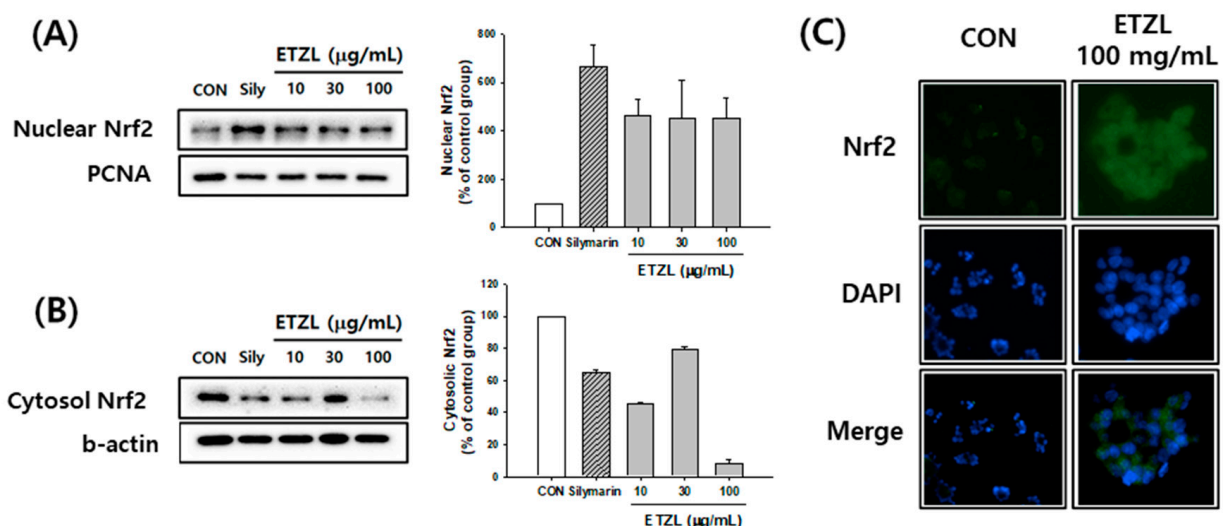 (A)
ETZL (μg/mL)
CON Sily 10 30 100
Nuclear Nrf2
PCNA
Nuclear Nrf2
(% of control group)
800
600
400
200
0
CON Silymarin 10 30 100
ETZL (μg/mL)
(B)
ETZL (μg/mL)
CON Sily 10 30 100
Cytosol Nrf2
b-actin
Cytosolic Nrf2
(% of control group)
120
100
80
60
40
20
0
CON Silymarin 10 30 100
ETZL (μg/mL)
(C)
CON
ETZL
100 mg/mL
Nrf2
DAPI
Merge